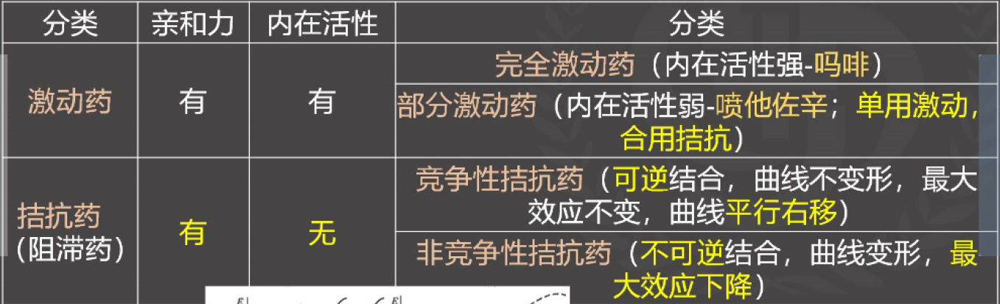 分类 亲和力 内在活性 分类
激动药 有 有
完全激动药（内在活性强-吗啡）
部分激动药（内在活性弱-喷他佐辛；单用激动，
合用拮抗）
拮抗药
（阻滞药）
有 无
竞争性拮抗药（可逆结合，曲线不变形，最大
效应不变，曲线平行右移）
非竞争性拮抗药（不可逆结合，曲线变形，最
大效应下降）
E E